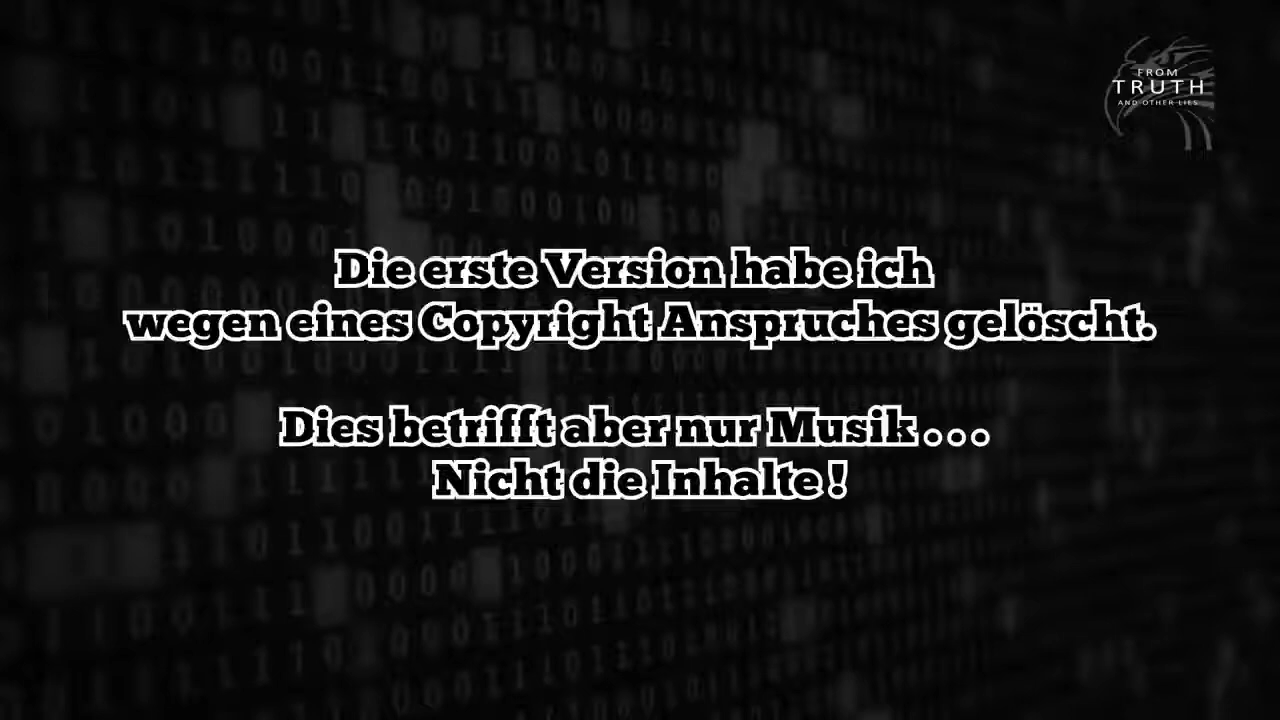 FROM
TRUTH
AND OTHER LIES
Die erste Version habe ich
wegen eines Copyright Anspruches gelöscht.
Dies betrifft aber nur Musik . . .
Nicht die Inhalte !